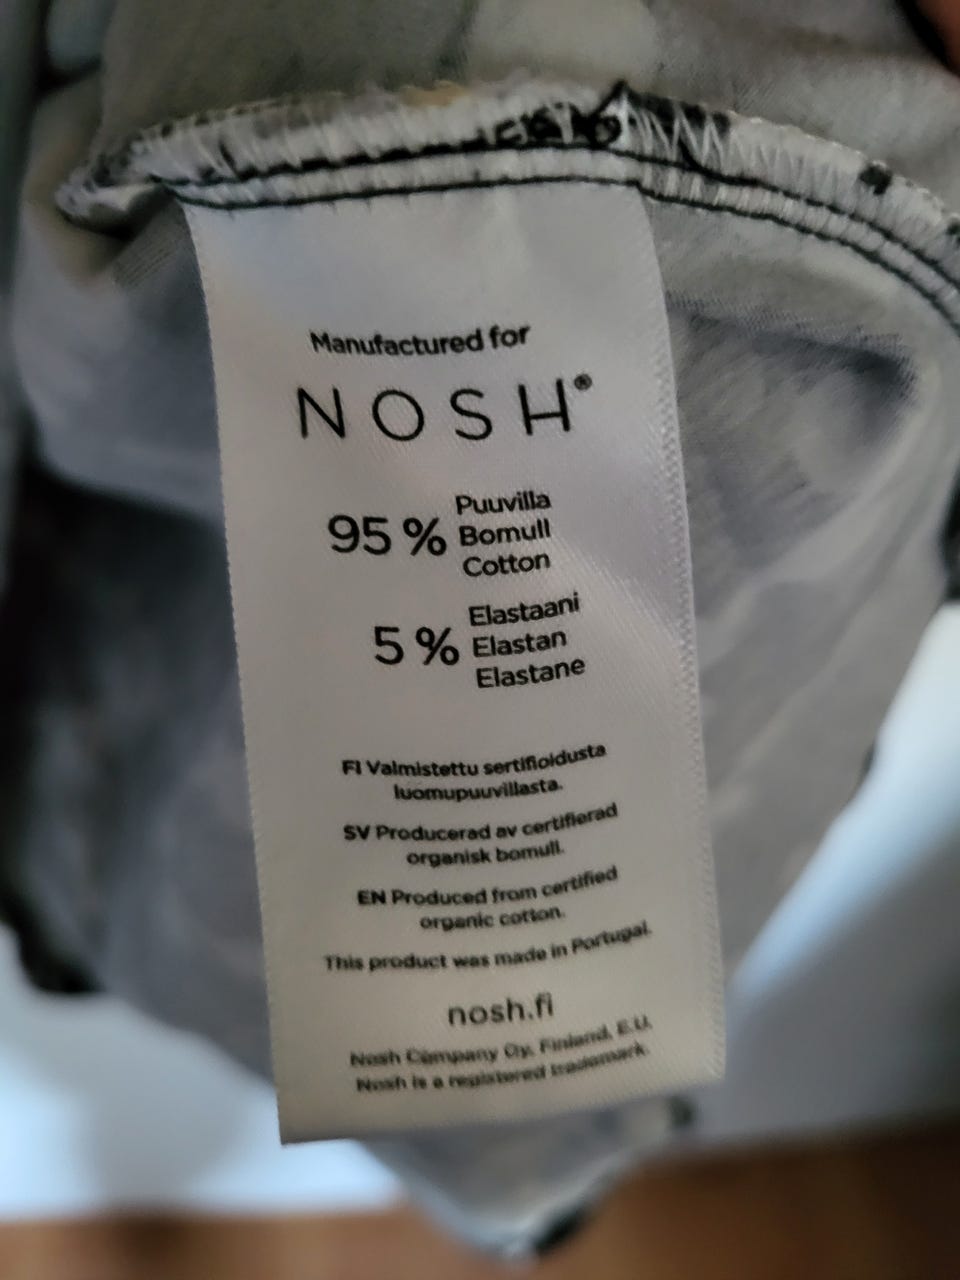 Manufactured for
NOSH®
95 % Puuvilla
Bomull
Cotton
5 % Elastaani
Elastan
Elastane
FI Valmistettu sertifioidusta
luomupuuvillasta.
SV Producerad av certifierad
organisk bomull.
EN Produced from certified
organic cotton.
This product was made in Portugal.
nosh.fi
Nosh Company Oy, Finland, E.U.
Nosh is a registered trademark.